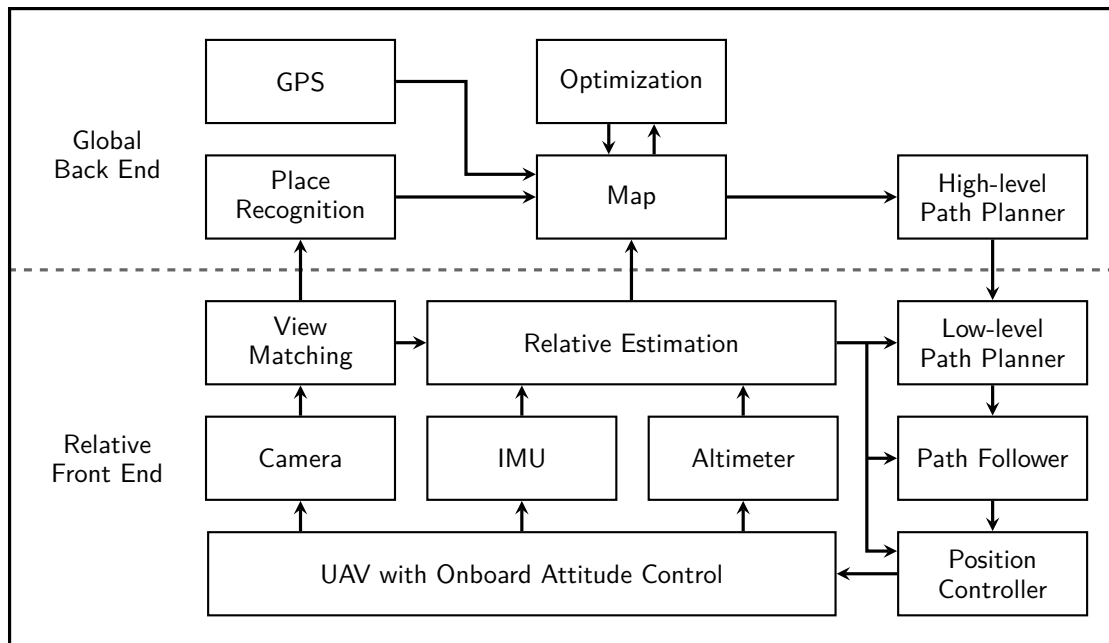 GPS
Optimization
Global
Back End
Place
Recognition
Map
High-level
Path Planner
View
Matching
Relative Estimation
Low-level
Path Planner
Relative
Front End
Camera
IMU
Altimeter
Path Follower
UAV with Onboard Attitude Control
Position
Controller